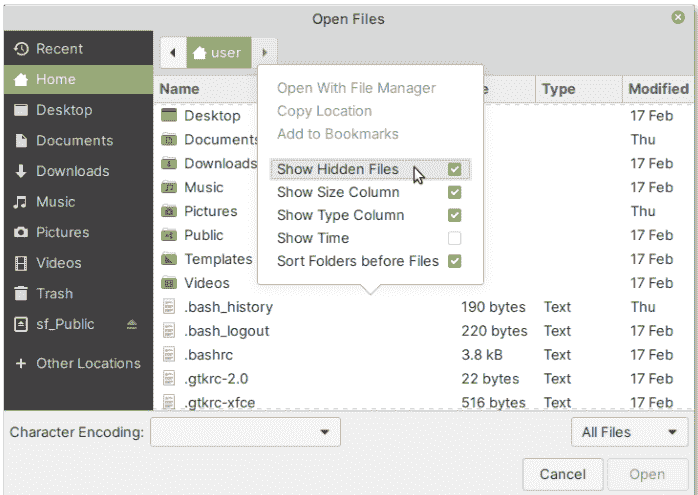 Open Files
Recent
Home
Desktop
Documents
Downloads
Music
Pictures
Videos
Trash
sf_Public
Other Locations
user
Name Type Modified
Desktop 17 Feb
Documents Thu
Downloads 17 Feb
Music 17 Feb
Pictures Thu
Public 17 Feb
Templates 17 Feb
Videos 17 Feb
.bash_history 190 bytes Text Thu
.bash_logout 220 bytes Text 17 Feb
.bashrc 3.8 kB Text 17 Feb
.gtkrc-2.0 22 bytes Text 17 Feb
.gtkrc-xfce 516 bytes Text 17 Feb
Open With File Manager
Copy Location
Add to Bookmarks
Show Hidden Files
Show Size Column
Show Type Column
Show Time
Sort Folders before Files
Character Encoding:
All Files
Cancel Open